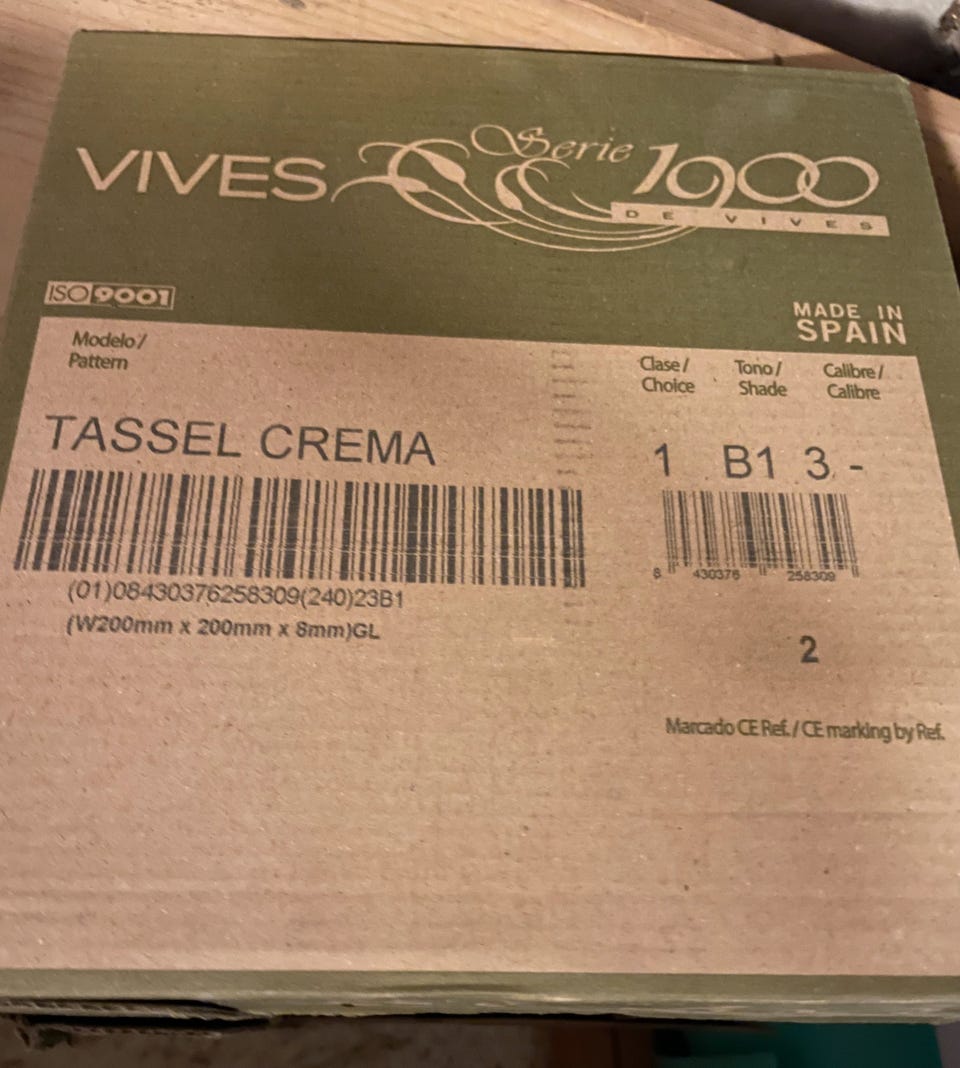 VIVES
Serie 1900
DE VIVES
ISO 9001
MADE IN
SPAIN
Modelo/
Pattern
Clase/
Choice
Tono/
Shade
Calibre/
Calibre
TASSEL CREMA
1 B1 3 -
(01)08430376258309(240)23B1
8 430376 258309
(W200mm x 200mm x 8mm)GL
2
Marcado CE Ref. / CE marking by Ref.